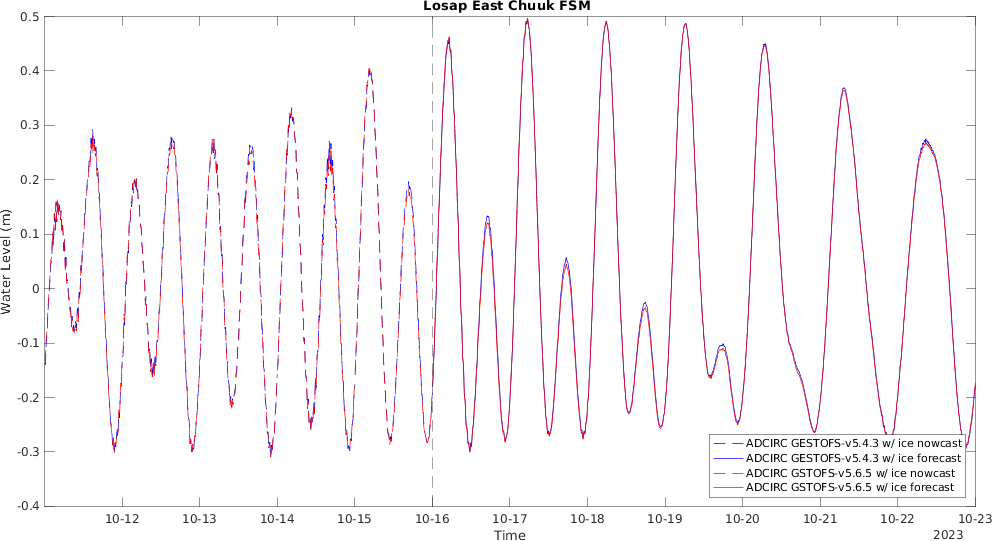 Losap East Chuuk FSM
0.5
0.4
0.3
0.2
0.1
0
-0.1
-0.2
-0.3
-0.4
Water Level (m)
10-12 10-13 10-14 10-15 10-16 10-17 10-18 10-19 10-20 10-21 10-22 10-23
Time
2023
ADCIRC GESTOFS-v5.4.3 w/ ice nowcast
ADCIRC GESTOFS-v5.4.3 w/ ice forecast
ADCIRC GSTOFS-v5.6.5 w/ ice nowcast
ADCIRC GSTOFS-v5.6.5 w/ ice forecast